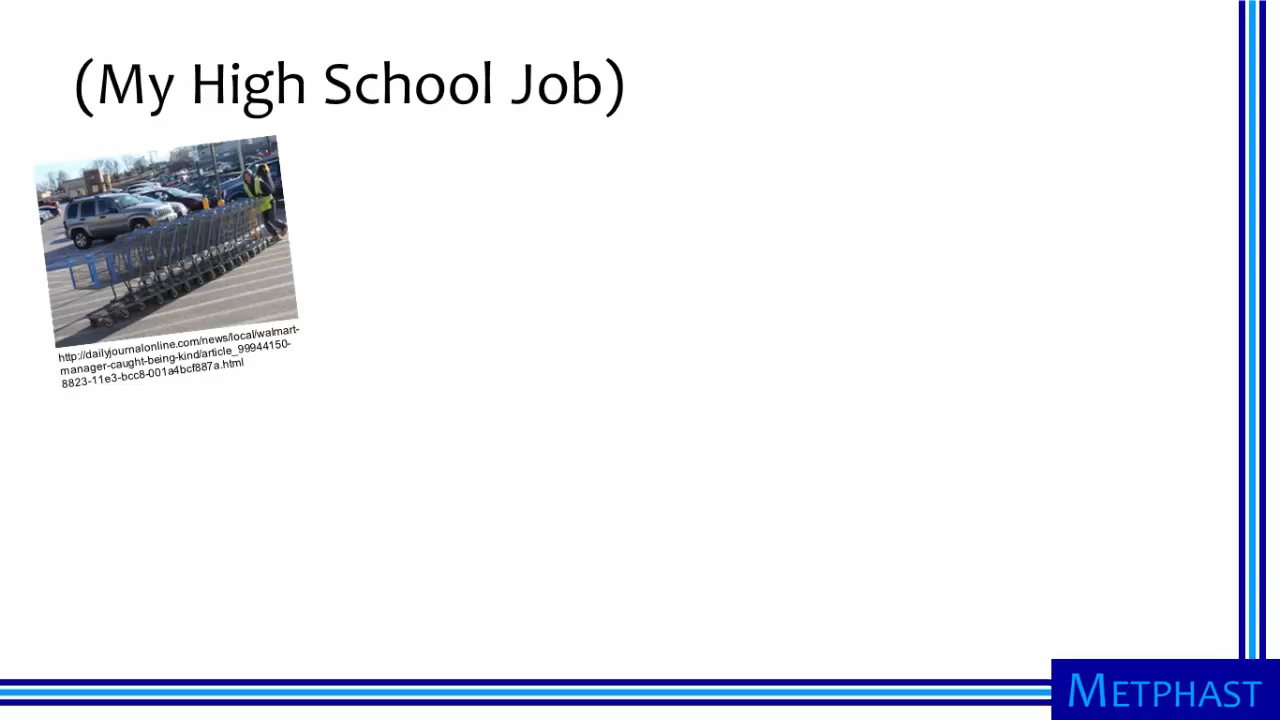 (My High School Job)
http://dailyjournalonline.com/news/local/walmart-
manager-caught-being-kind/article_99944150-
8823-11e3-bcc8-001a4bcf887a.html
METPHAST